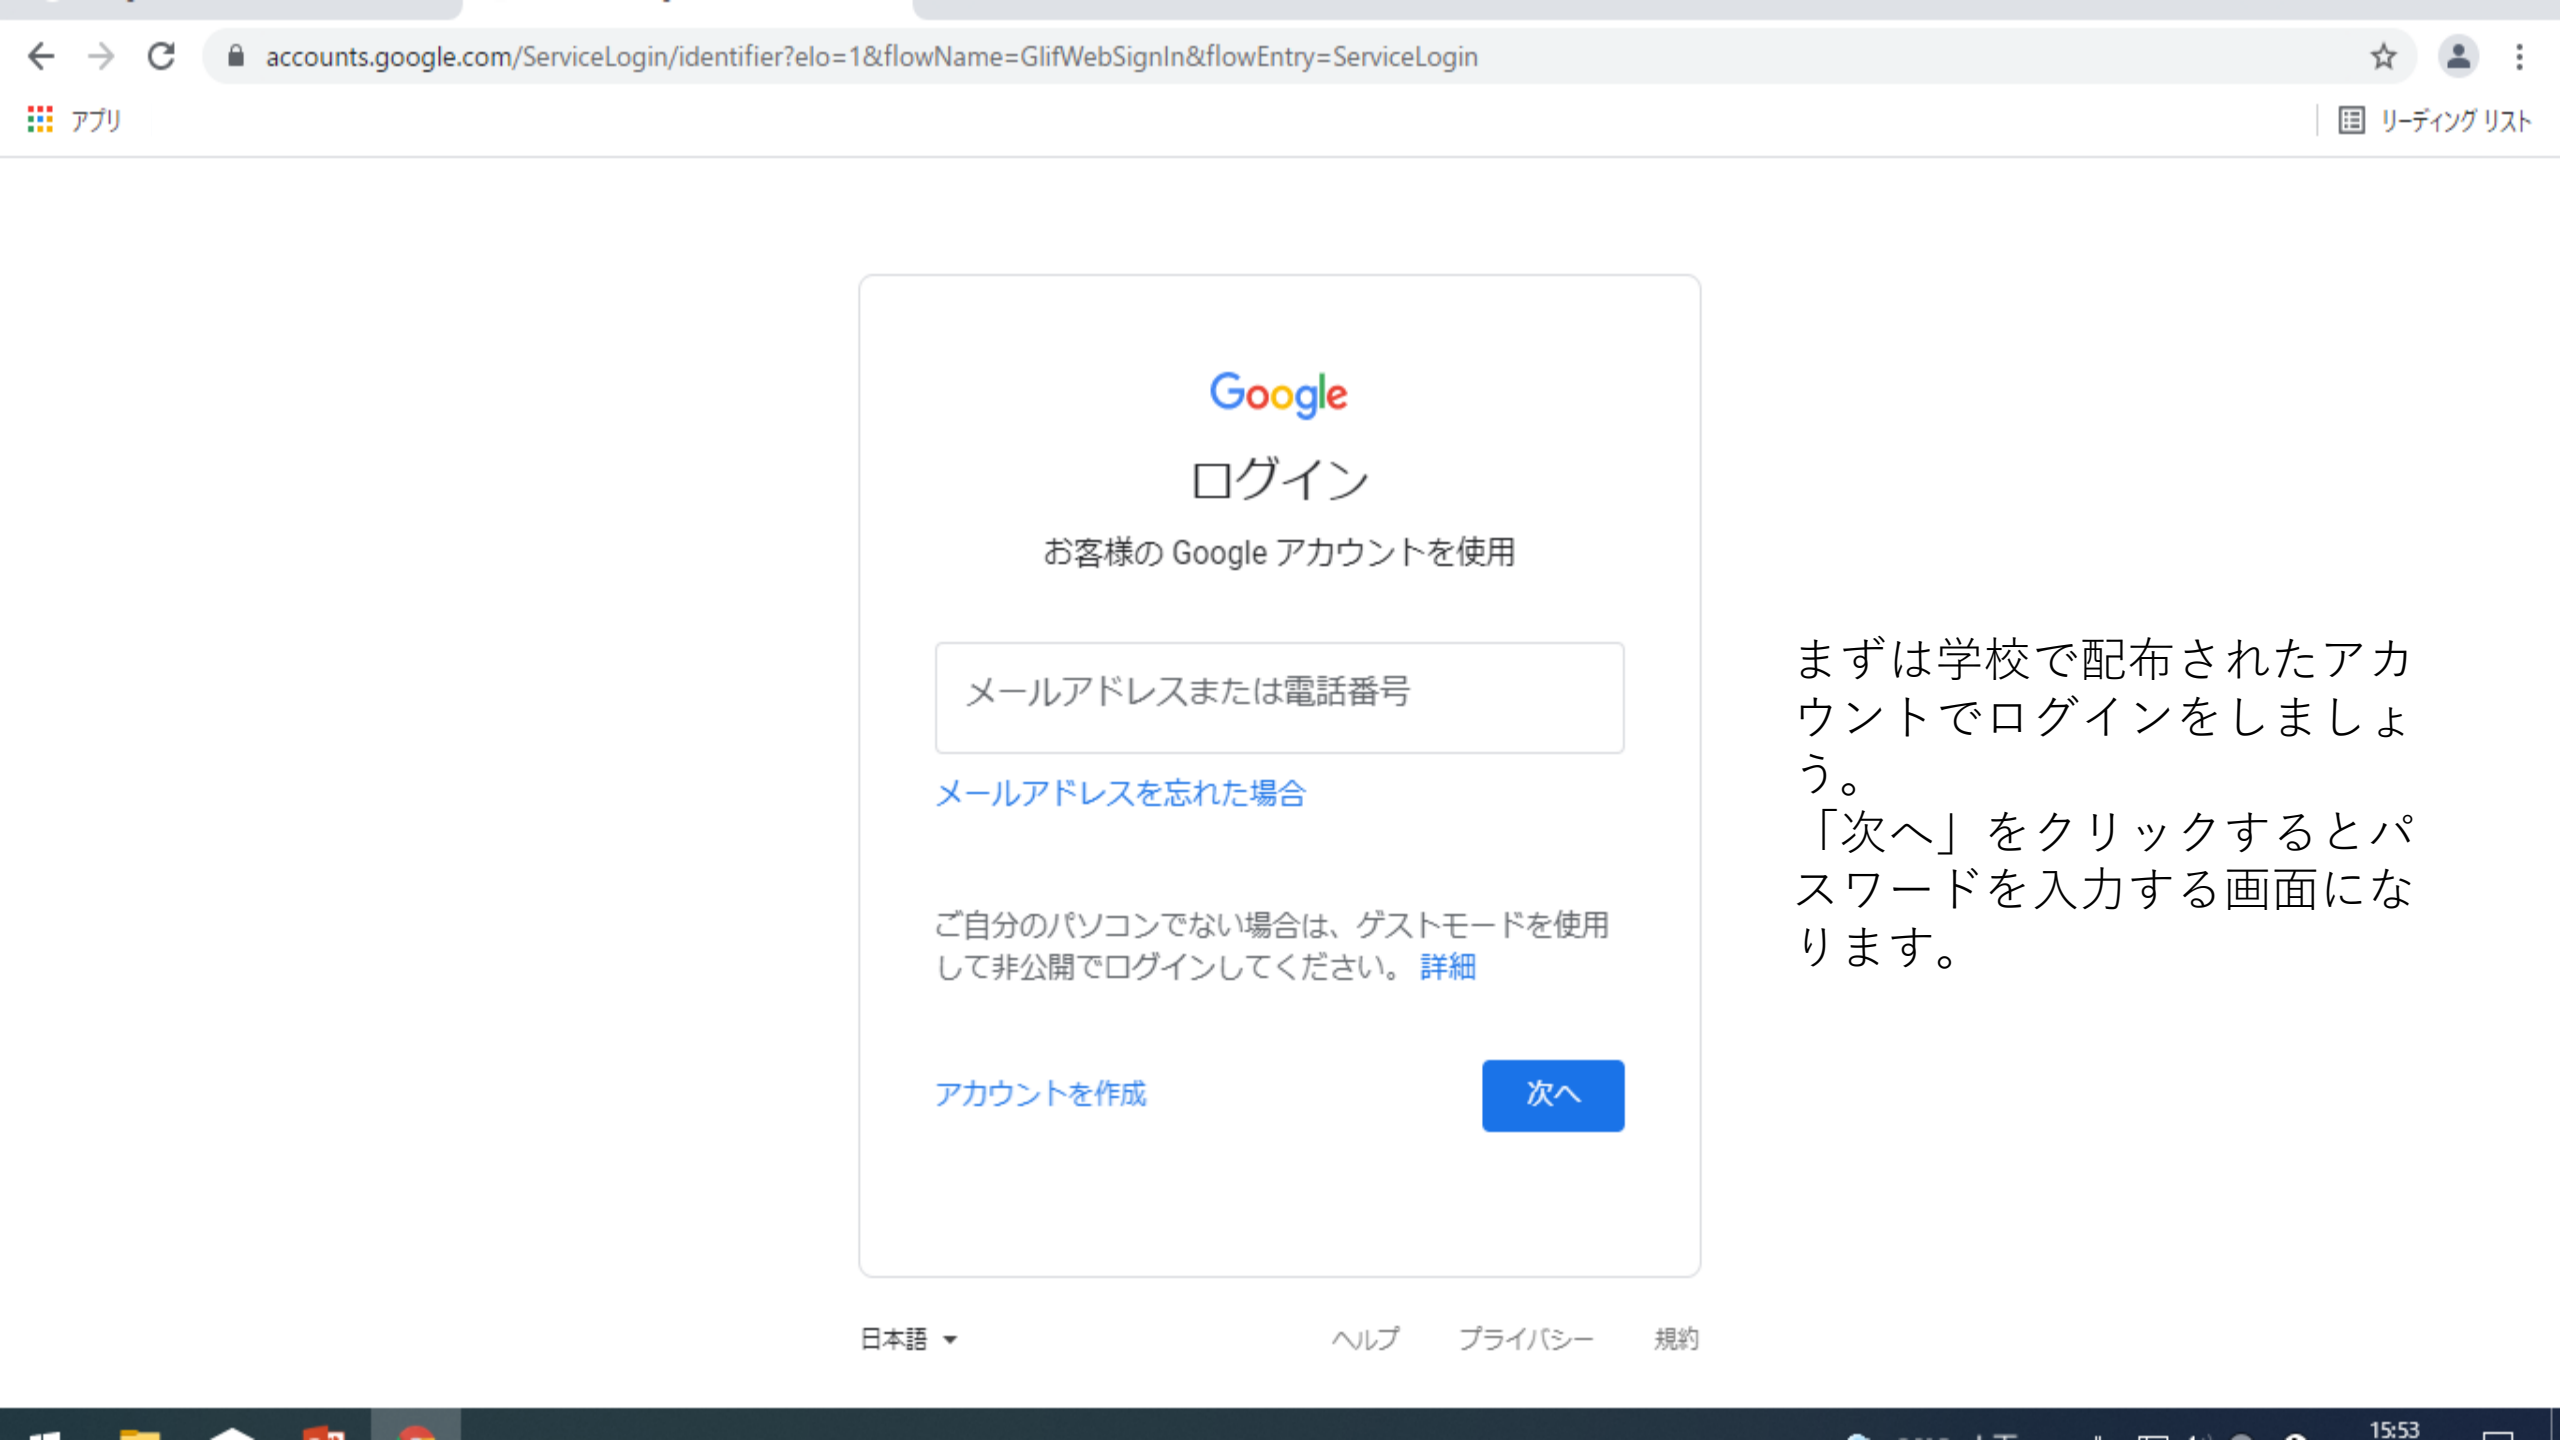 accounts.google.com/ServiceLogin/identifier?elo=1&flowName=GlifWebSignIn&flowEntry=ServiceLogin
アプリ
リーディング リスト
Google
ログイン
お客様の Google アカウントを使用
メールアドレスまたは電話番号
メールアドレスを忘れた場合
ご自分のパソコンでない場合は、ゲストモードを使用
して非公開でログインしてください。 詳細
アカウントを作成
次へ
まずは学校で配布されたアカ
ウントでログインをしましょ
う。
「次へ」をクリックするとパ
スワードを入力する画面にな
ります。
日本語
ヘルプ プライバシー 規約
15:53